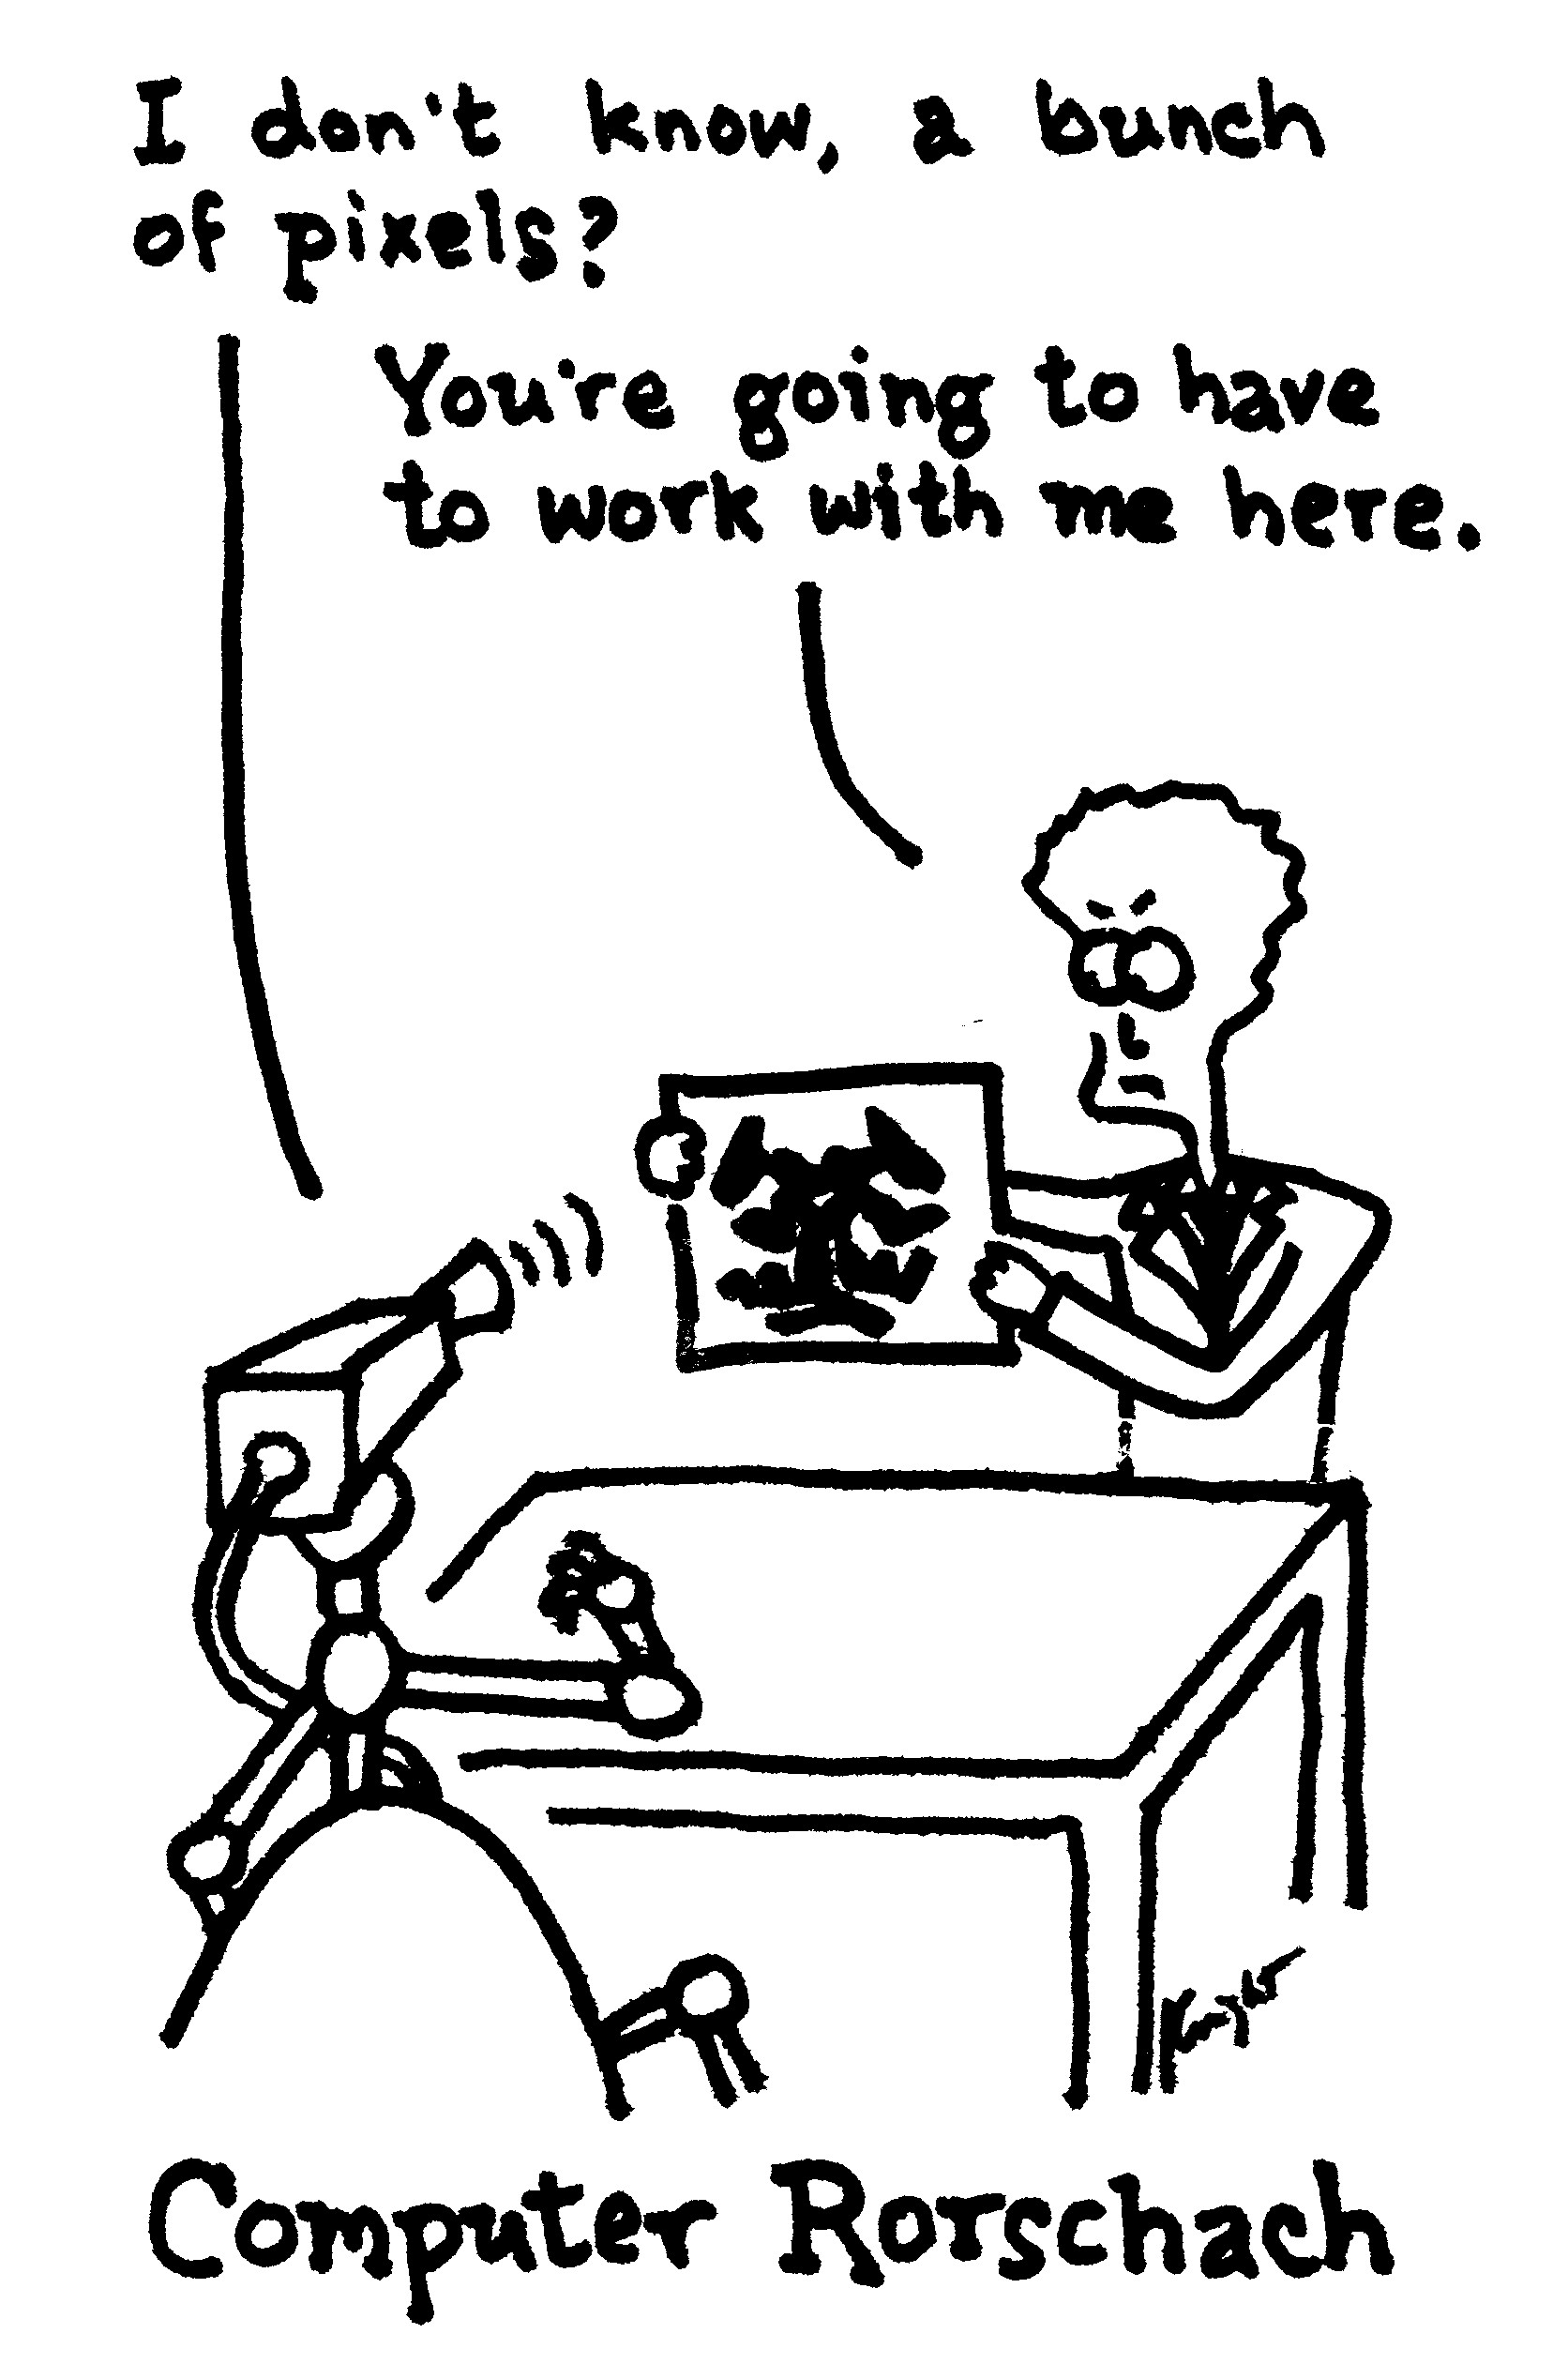 I don't know, a bunch
of pixels?
You're going to have
to work with me here.
Computer Rorschach